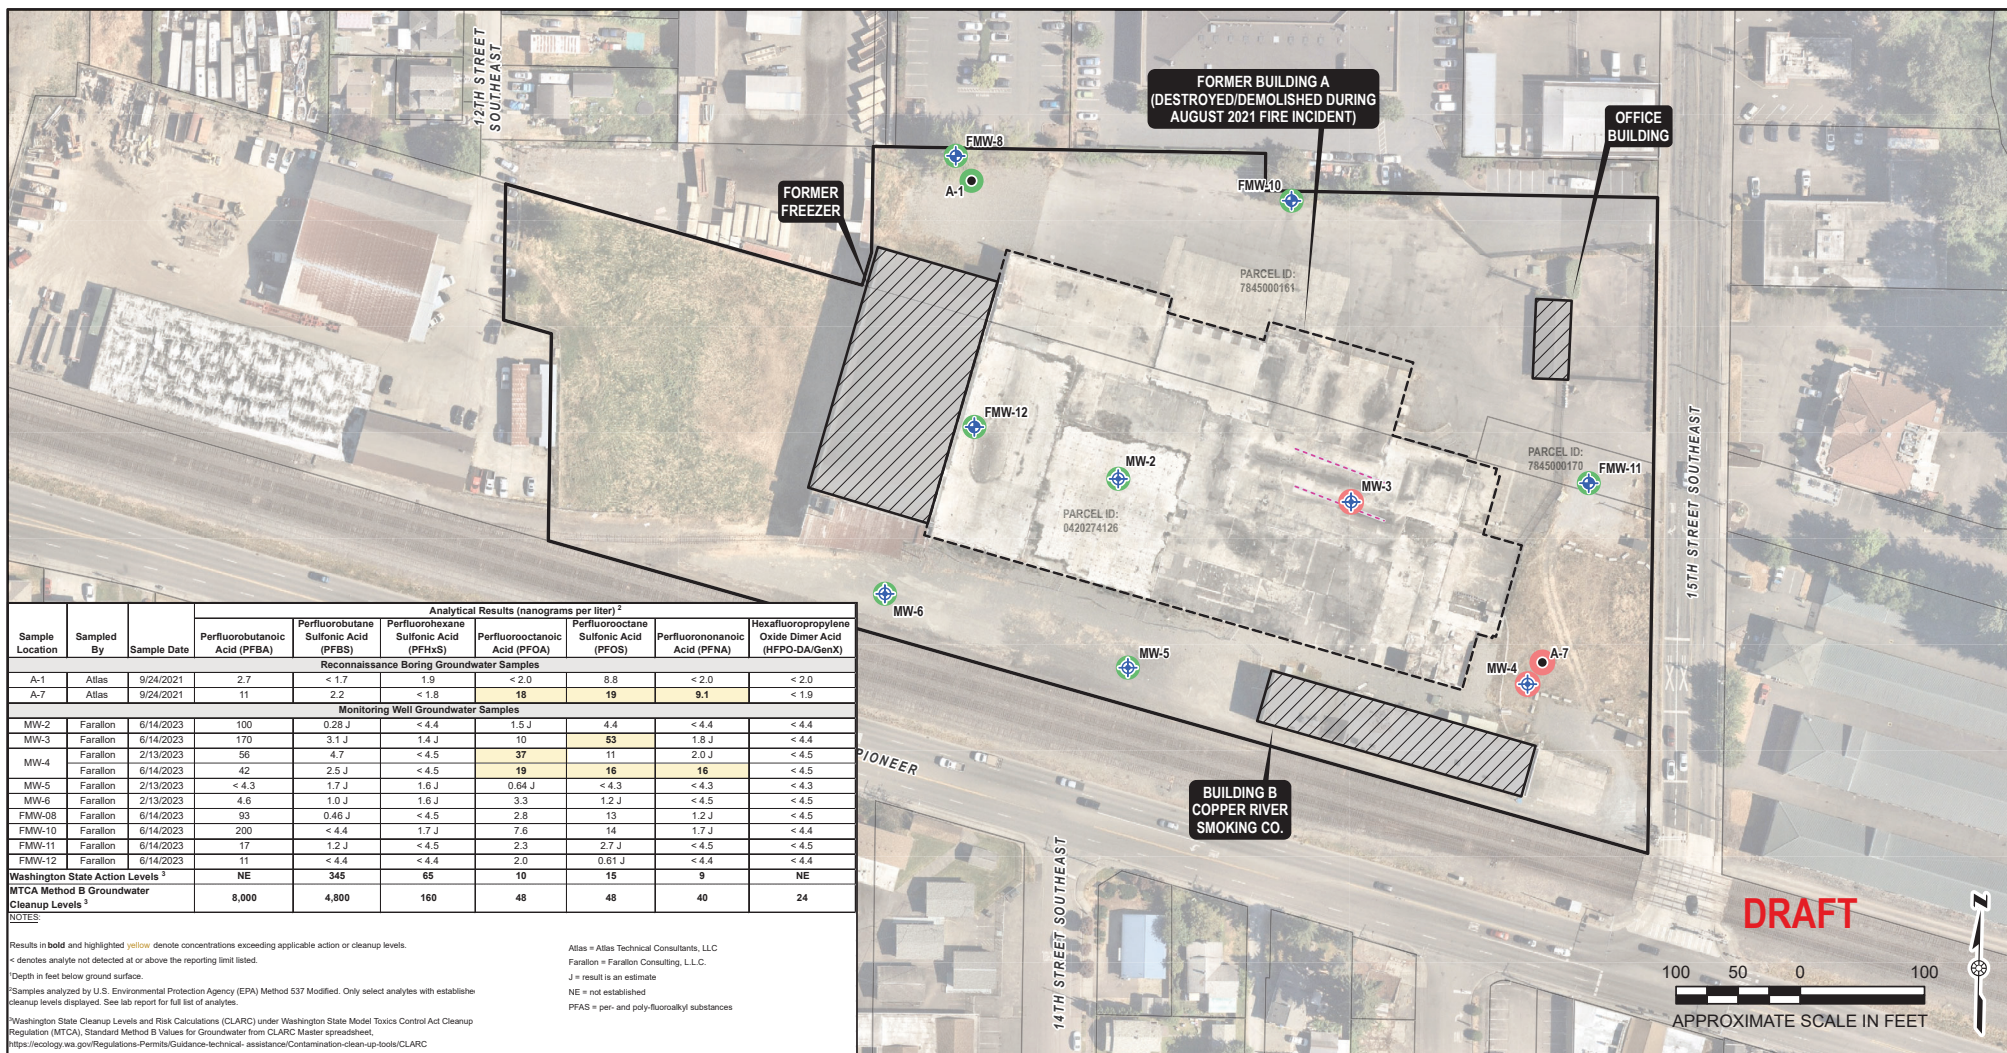 12TH STREET
SOUTHEAST
FORMER BUILDING A
(DESTROYED/DEMOLISHED DURING
AUGUST 2021 FIRE INCIDENT)
OFFICE
BUILDING
FMW-8
A-1
FORMER
FREEZER
FMW-10
PARCEL ID:
7845000161
FMW-12
MW-2
MW-3
PARCEL ID:
7845000170
FMW-11
PARCEL ID:
0420274126
15TH STREET SOUTHEAST
MW-6
MW-5
A-7
MW-4
PIONEER
BUILDING B
COPPER RIVER
SMOKING CO.
14TH STREET SOUTHEAST
Analytical Results (nanograms per liter) 2
Sample Location | Sampled By | Sample Date | Perfluorobutanoic Acid (PFBA) | Perfluorobutane Sulfonic Acid (PFBS) | Perfluorohexane Sulfonic Acid (PFHxS) | Perfluorooctanoic Acid (PFOA) | Perfluorooctane Sulfonic Acid (PFOS) | Perfluorononanoic Acid (PFNA) | Hexafluoropropylene Oxide Dimer Acid (HFPO-DA/GenX)
Reconnaissance Boring Groundwater Samples
A-1 Atlas 9/24/2021 2.7 < 1.7 1.9 < 2.0 8.8 < 2.0 < 2.0
A-7 Atlas 9/24/2021 11 2.2 < 1.8 18 19 9.1 < 1.9
Monitoring Well Groundwater Samples
MW-2 Farallon 6/14/2023 100 0.28 J < 4.4 1.5 J 4.4 < 4.4 < 4.4
MW-3 Farallon 6/14/2023 170 3.1 J 1.4 J 10 53 1.8 J < 4.4
MW-4 Farallon 2/13/2023 56 4.7 < 4.5 37 11 2.0 J < 4.5
Farallon 6/14/2023 42 2.5 J < 4.5 19 16 16 < 4.5
MW-5 Farallon 2/13/2023 < 4.3 1.7 J 1.6 J 0.64 J < 4.3 < 4.3 < 4.3
MW-6 Farallon 2/13/2023 4.6 1.0 J 1.6 J 3.3 1.2 J < 4.5 < 4.5
FMW-08 Farallon 6/14/2023 93 0.46 J < 4.5 2.8 13 1.2 J < 4.5
FMW-10 Farallon 6/14/2023 200 < 4.4 1.7 J 7.6 14 1.7 J < 4.4
FMW-11 Farallon 6/14/2023 17 1.2 J < 4.5 2.3 2.7 J < 4.5 < 4.5
FMW-12 Farallon 6/14/2023 11 < 4.4 < 4.4 2.0 0.61 J < 4.4 < 4.4
Washington State Action Levels 3 NE 345 65 10 15 9 NE
MTCA Method B Groundwater
Cleanup Levels 3 8,000 4,800 160 48 48 40 24
NOTES:
Results in bold and highlighted yellow denote concentrations exceeding applicable action or cleanup levels.
< denotes analyte not detected at or above the reporting limit listed.
1Depth in feet below ground surface.
2Samples analyzed by U.S. Environmental Protection Agency (EPA) Method 537 Modified. Only select analytes with establishe
cleanup levels displayed. See lab report for full list of analytes.
3Washington State Cleanup Levels and Risk Calculations (CLARC) under Washington State Model Toxics Control Act Cleanup
Regulation (MTCA), Standard Method B Values for Groundwater from CLARC Master spreadsheet,
https://ecology.wa.gov/Regulations-Permits/Guidance-technical- assistance/Contamination-clean-up-tools/CLARC
Atlas = Atlas Technical Consultants, LLC
Farallon = Farallon Consulting, L.L.C.
J = result is an estimate
NE = not established
PFAS = per- and poly-fluoroalkyl substances
DRAFT
N
100 50 0 100
APPROXIMATE SCALE IN FEET